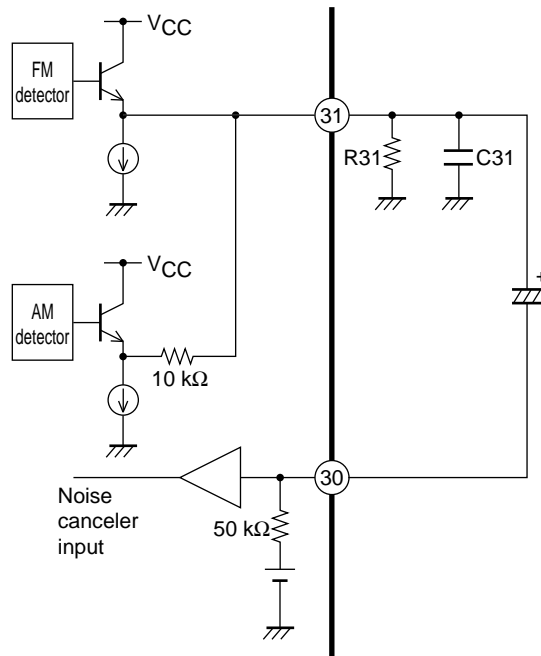 VCC
FM
detector
31
R31
C31
VCC
+
AM
detector
10 kΩ
30
Noise
canceler
input
50 kΩ